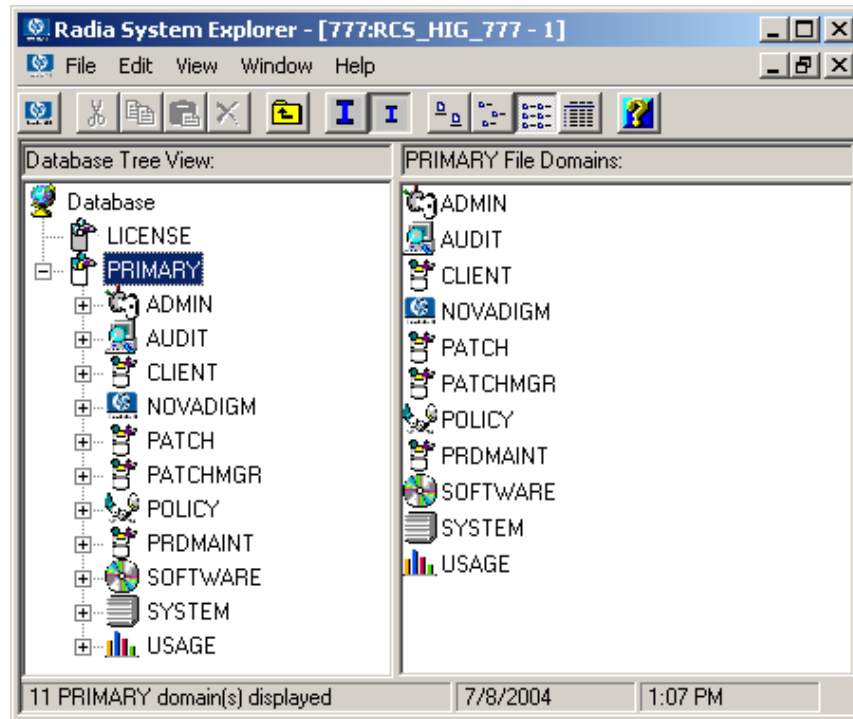 Radia System Explorer - [777:RCS_HIG_777 - 1]
File Edit View Window Help
Database Tree View:
Database
LICENSE
PRIMARY
ADMIN
AUDIT
CLIENT
NOVADIGM
PATCH
PATCHMGR
POLICY
PRDMAINT
SOFTWARE
SYSTEM
USAGE
PRIMARY File Domains:
ADMIN
AUDIT
CLIENT
NOVADIGM
PATCH
PATCHMGR
POLICY
PRDMAINT
SOFTWARE
SYSTEM
USAGE
11 PRIMARY domain(s) displayed 7/8/2004 1:07 PM